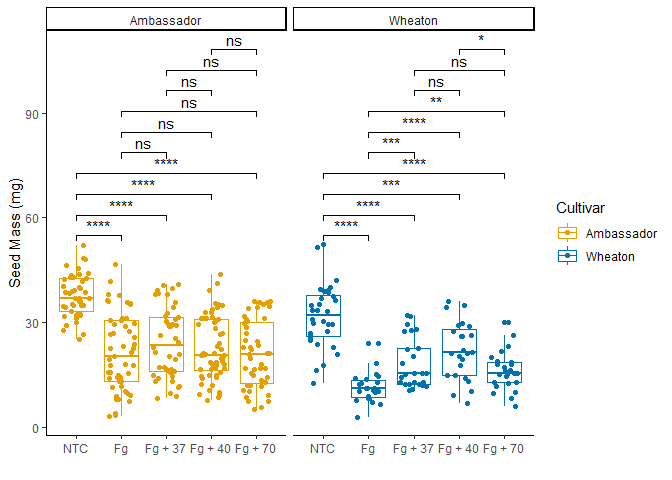 Ambassador Wheaton
ns *
ns ns
ns ns
ns **
ns ****
ns ***
**** ****
**** ***
**** ****
**** ****
Seed Mass (mg)
90
60
30
0
NTC Fg Fg + 37 Fg + 40 Fg + 70 NTC Fg Fg + 37 Fg + 40 Fg + 70
Cultivar
Ambassador
Wheaton